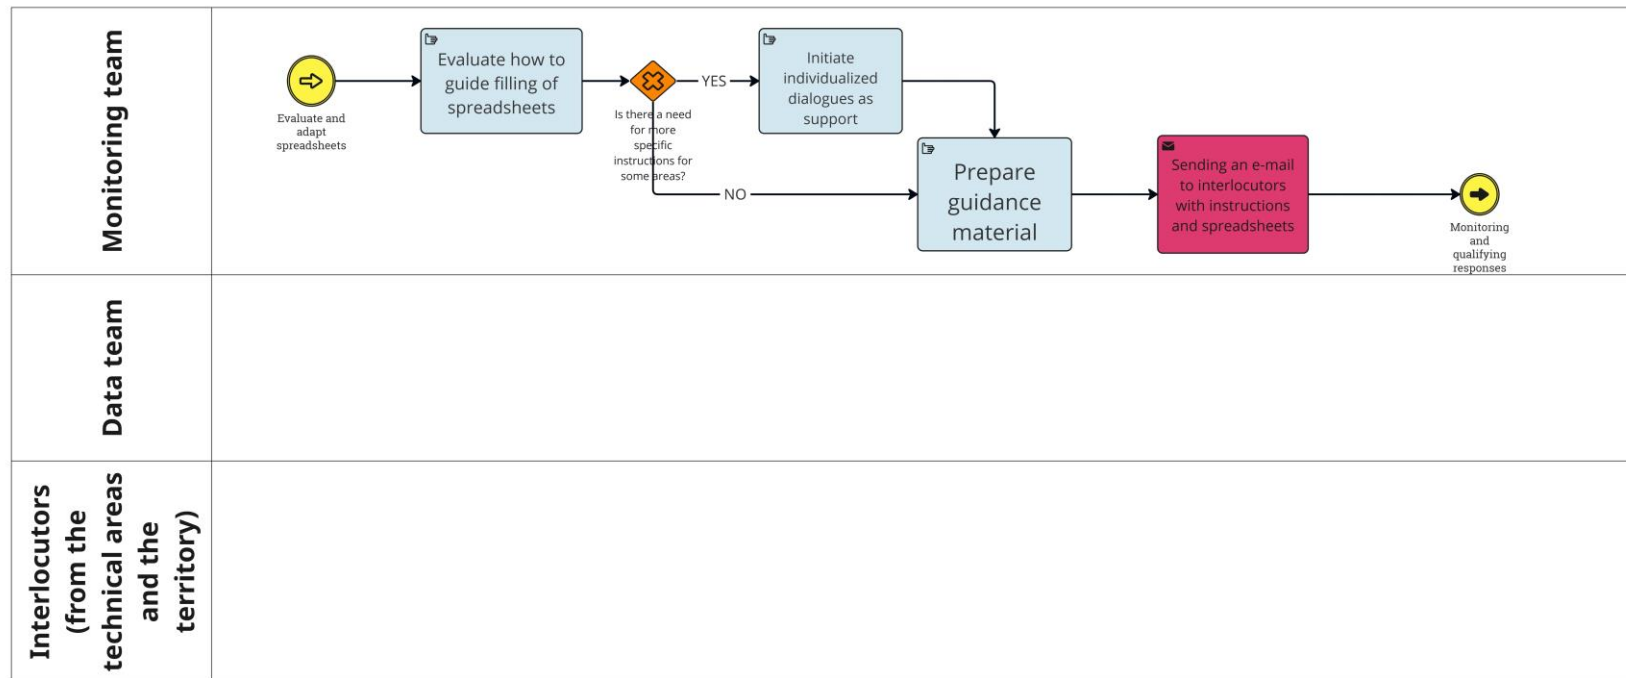 Monitoring team
Evaluate and
adapt
spreadsheets
Evaluate how to
guide filling of
spreadsheets
Is there a need
for more
specific
instructions for
some areas?
YES
NO
Initiate
individualized
dialogues as
support
Prepare
guidance
material
Sending an e-mail
to interlocutors
with instructions
and spreadsheets
Monitoring
and
qualifying
responses
Data team
Interlocutors
(from the
technical areas
and the
territory)